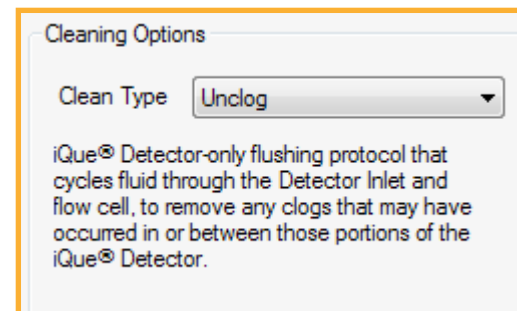 Cleaning Options
Clean Type Unclog
iQue® Detector-only flushing protocol that
cycles fluid through the Detector Inlet and
flow cell, to remove any clogs that may have
occurred in or between those portions of the
iQue® Detector.